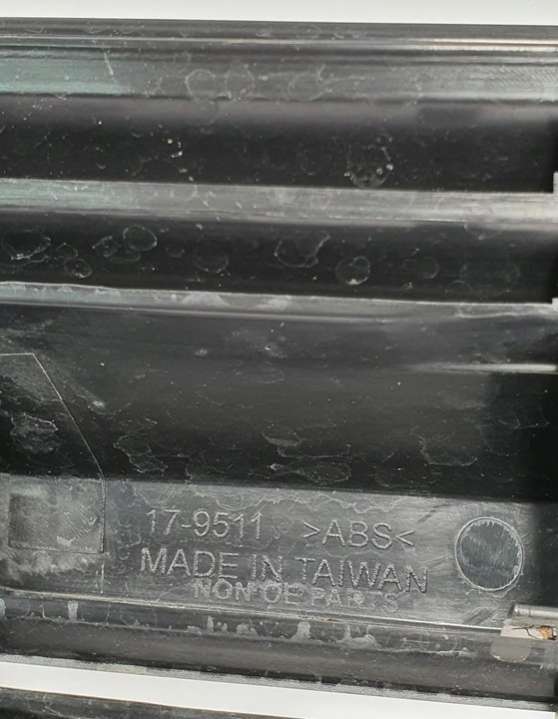 17-9511 >ABS<
MADE IN TAIWAN
NON OE PARTS